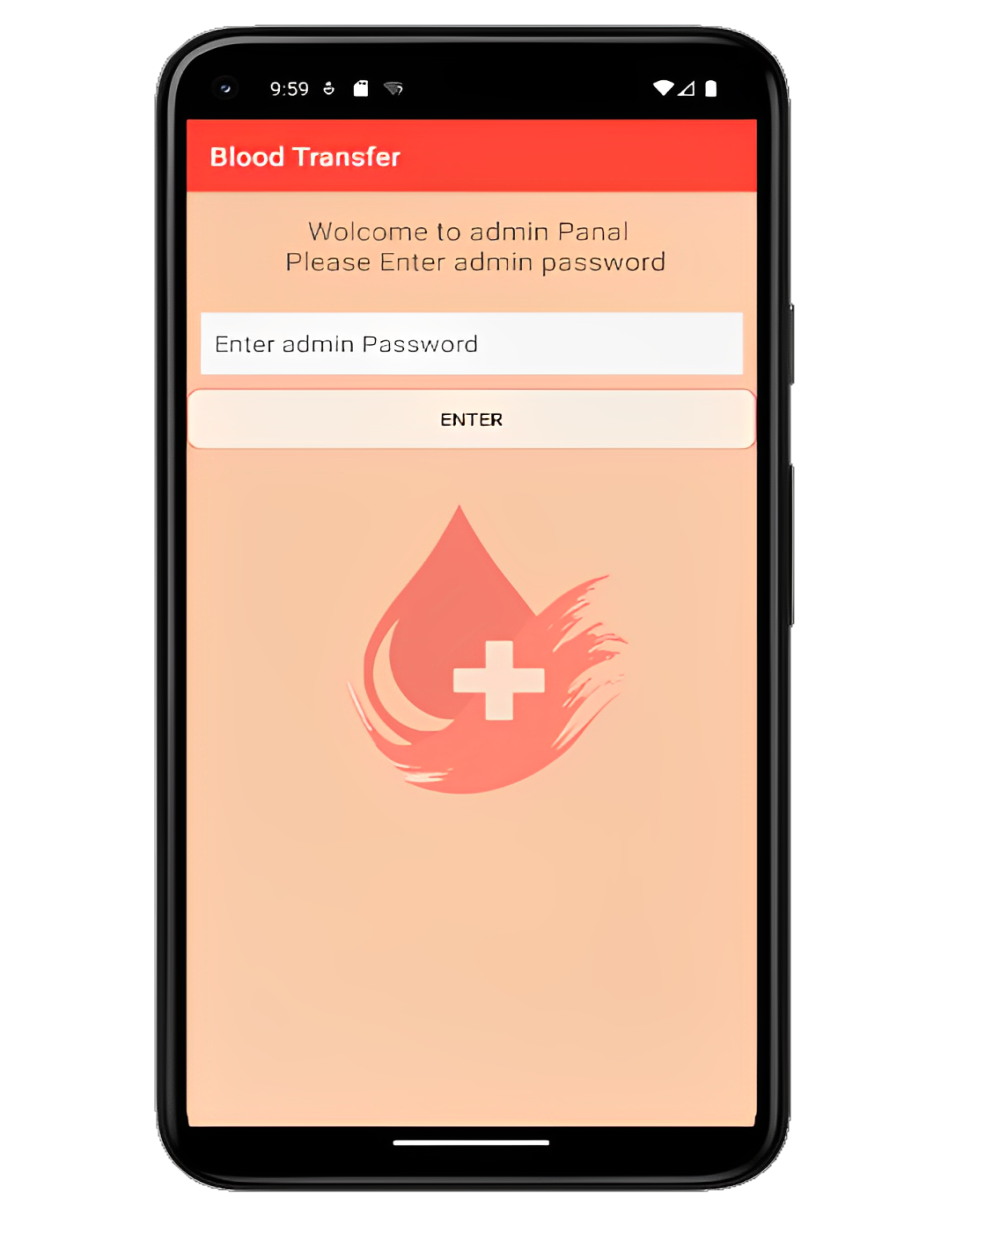 9:59
Blood Transfer
Wolcome to admin Panal
Please Enter admin password
Enter admin Password
ENTER